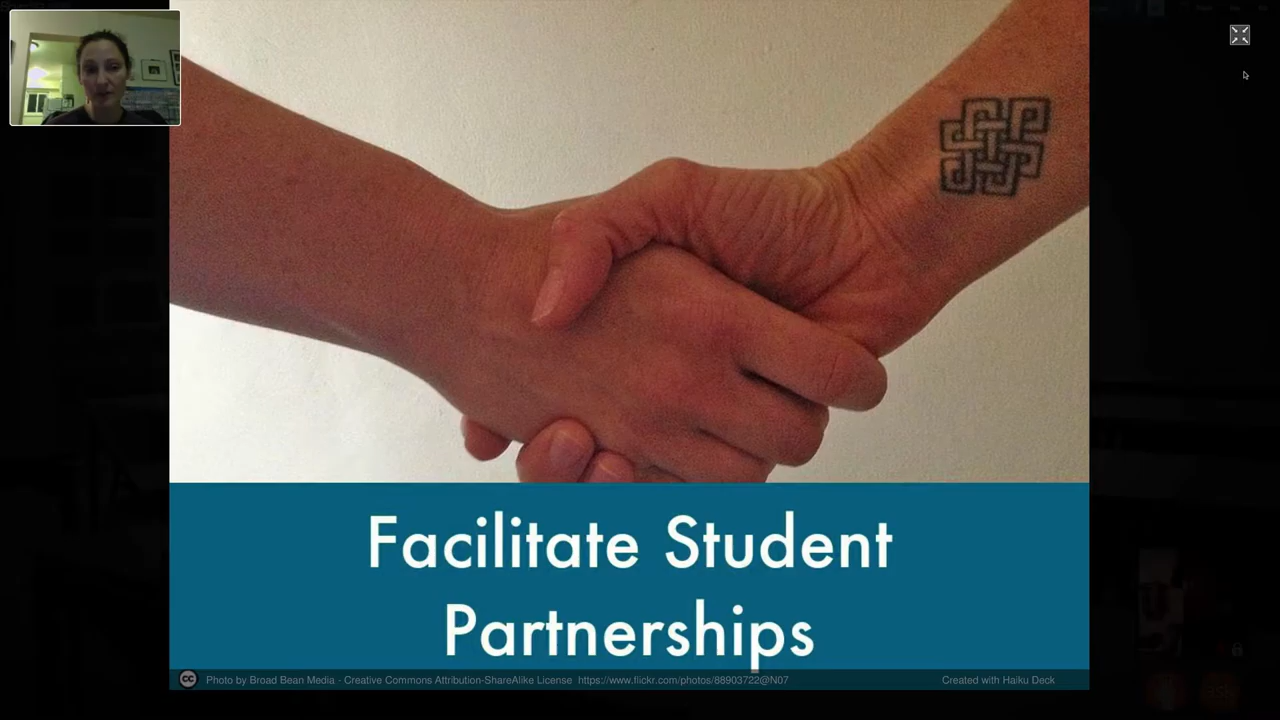 Facilitate Student
Partnerships
cc Photo by Broad Bean Media - Creative Commons Attribution-ShareAlike License https://www.flickr.com/photos/88903722@N07 Created with Haiku Deck